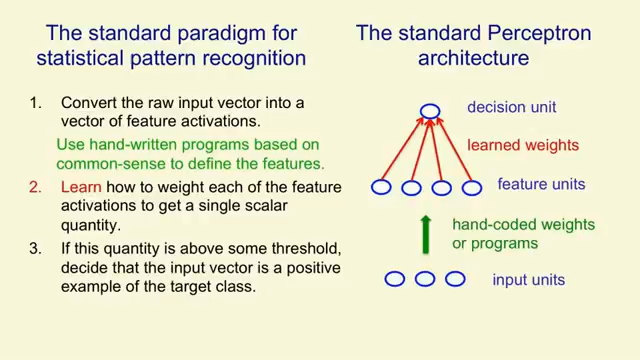 The standard paradigm for
statistical pattern recognition
1. Convert the raw input vector into a
vector of feature activations.
Use hand-written programs based on
common-sense to define the features.
2. Learn how to weight each of the feature
activations to get a single scalar
quantity.
3. If this quantity is above some threshold,
decide that the input vector is a positive
example of the target class.
The standard Perceptron
architecture
decision unit
learned weights
feature units
hand-coded weights
or programs
input units